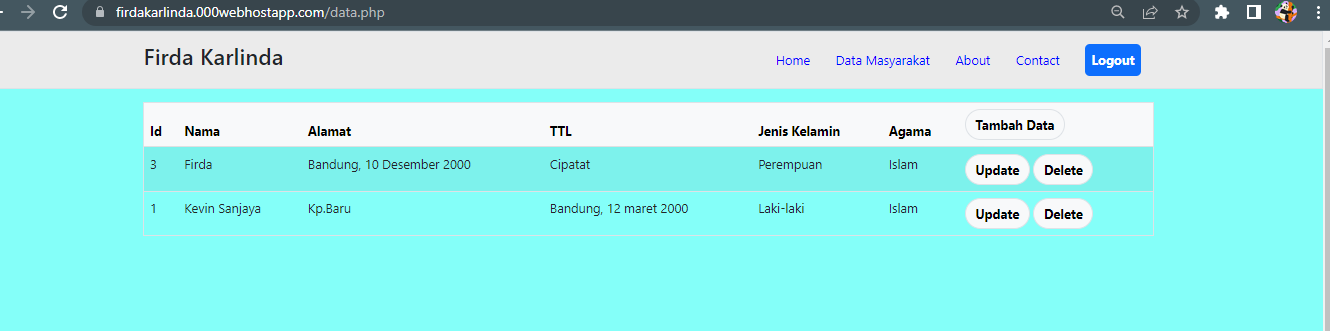 firdakarlinda.000webhostapp.com/data.php
Firda Karlinda
Home Data Masyarakat About Contact Logout
Id Nama Alamat TTL Jenis Kelamin Agama Tambah Data
3 Firda Bandung, 10 Desember 2000 Cipatat Perempuan Islam Update Delete
1 Kevin Sanjaya Kp.Baru Bandung, 12 maret 2000 Laki-laki Islam Update Delete